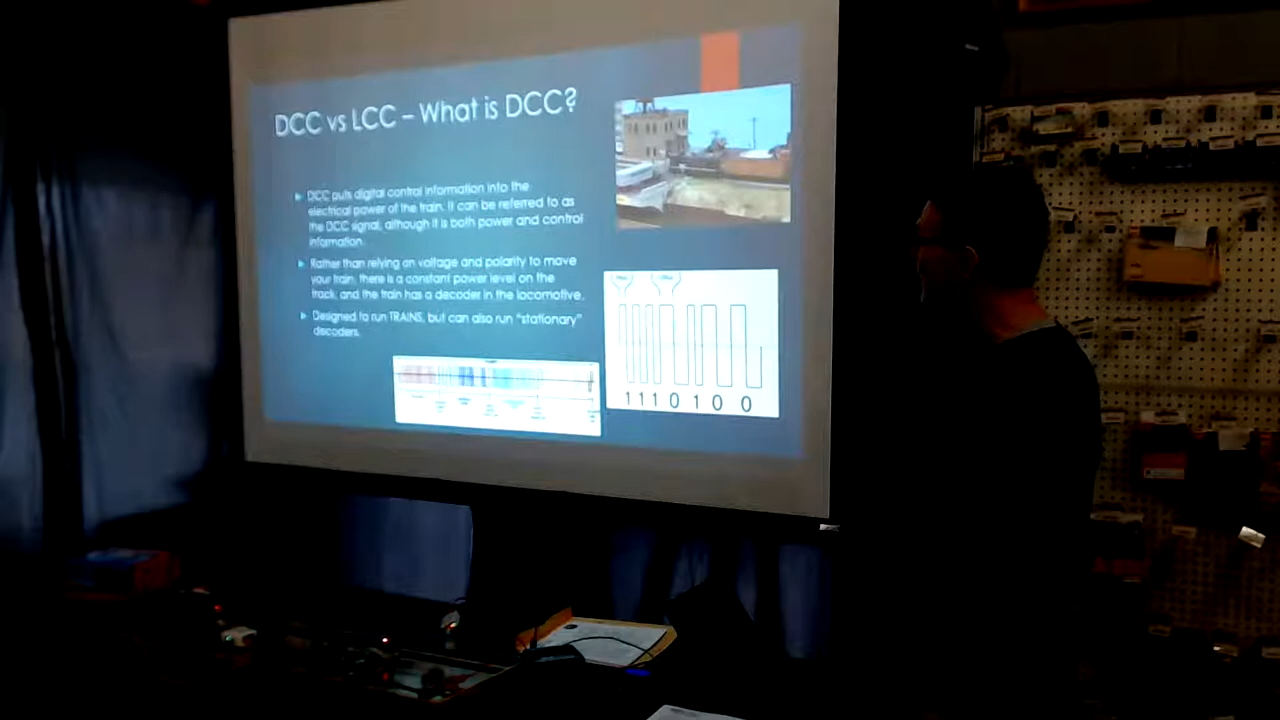 DCC vs LCC – What is DCC?
DCC puts digital control information into the
electrical power of the train. It can be referred to as
the DCC signal, although it is both power and control
information.
Rather than relying on voltage and polarity to move
your train, there is a constant power level on the
track, and the train has a decoder in the locomotive.
Designed to run TRAINS, but can also run "stationary"
decoders.
1 1 1 0 1 0 0